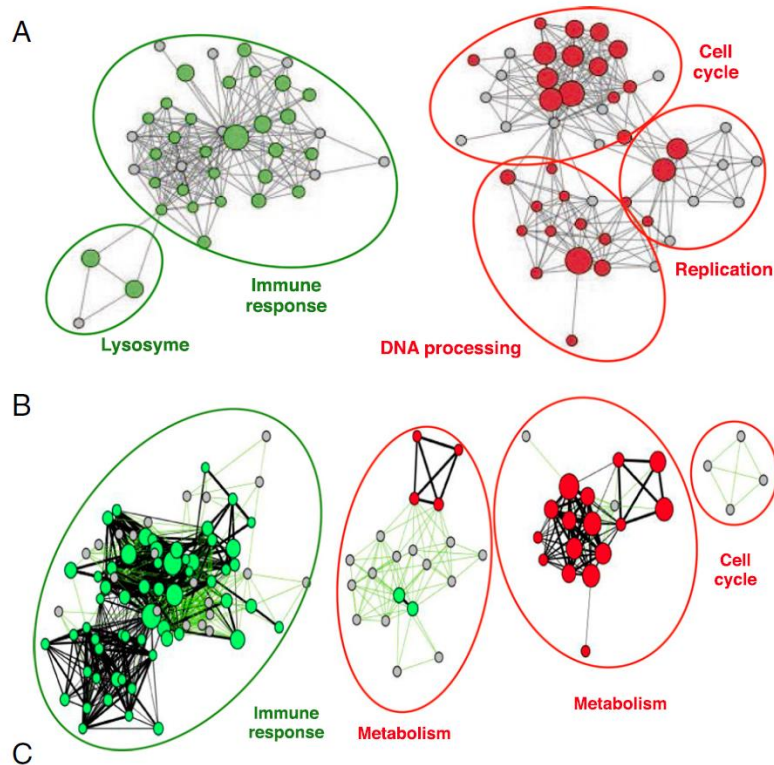 A
Cell
cycle
Immune
response
Replication
Lysosyme
DNA processing
B
Cell
cycle
Immune
response
Metabolism
Metabolism
C